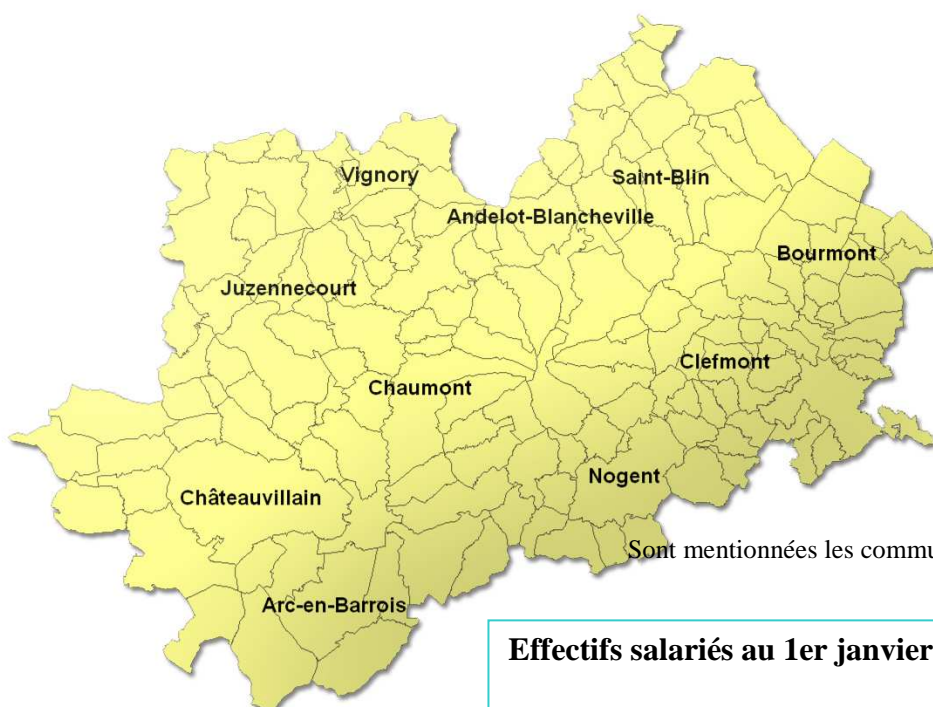 Vignory
Saint-Blin
Andelot-Blancheville
Bourmont
Juzennecourt
Clefmont
Chaumont
Nogent
Châteauvillain
Sont mentionnées les commu
Arc-en-Barrois
Effectifs salariés au 1er janvier